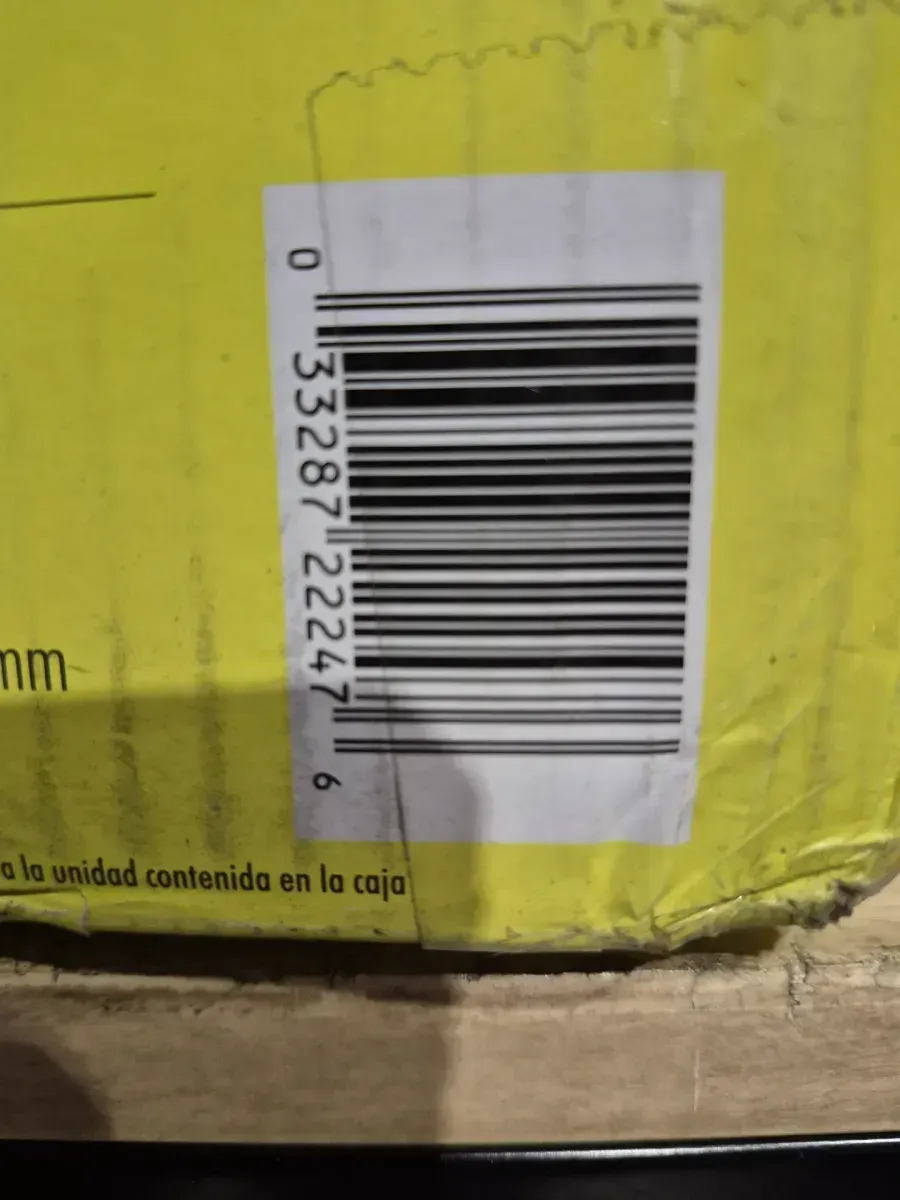 0 33287 22247 6
mm
a la unidad contenida en la caja